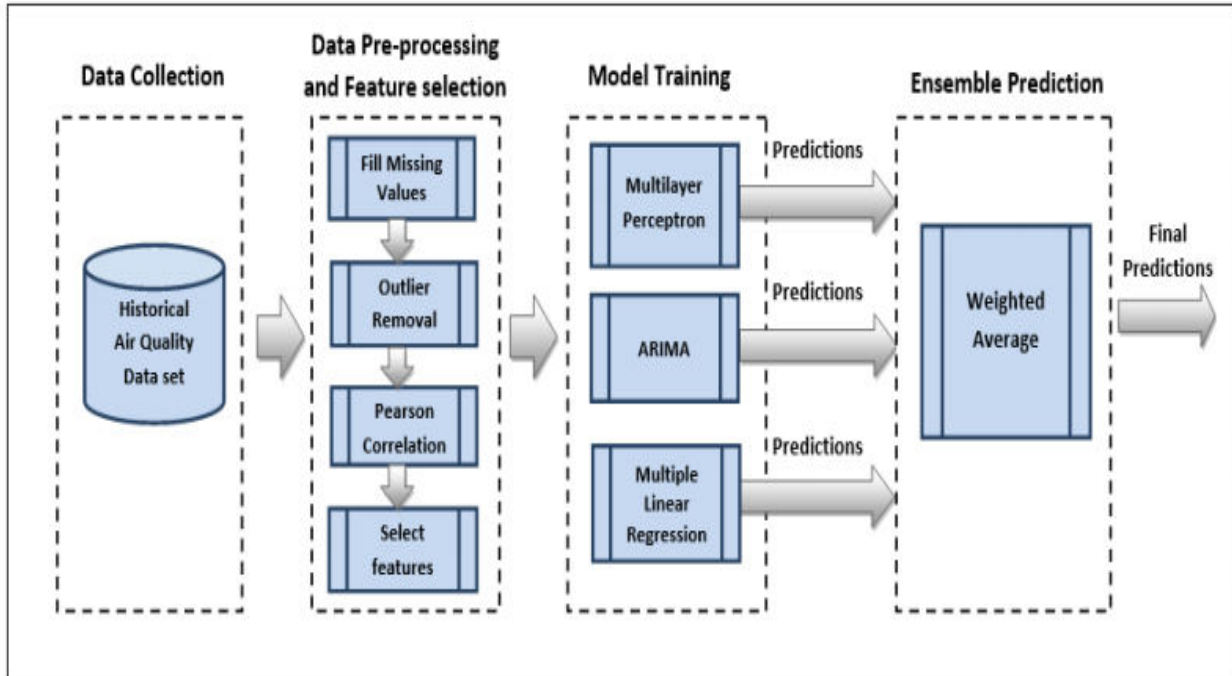 Data Collection
Historical
Air Quality
Data set
Data Pre-processing
and Feature selection
Fill Missing
Values
Outlier
Removal
Pearson
Correlation
Select
features
Model Training
Multilayer
Perceptron
ARIMA
Multiple
Linear
Regression
Predictions
Predictions
Predictions
Ensemble Prediction
Weighted
Average
Final
Predictions